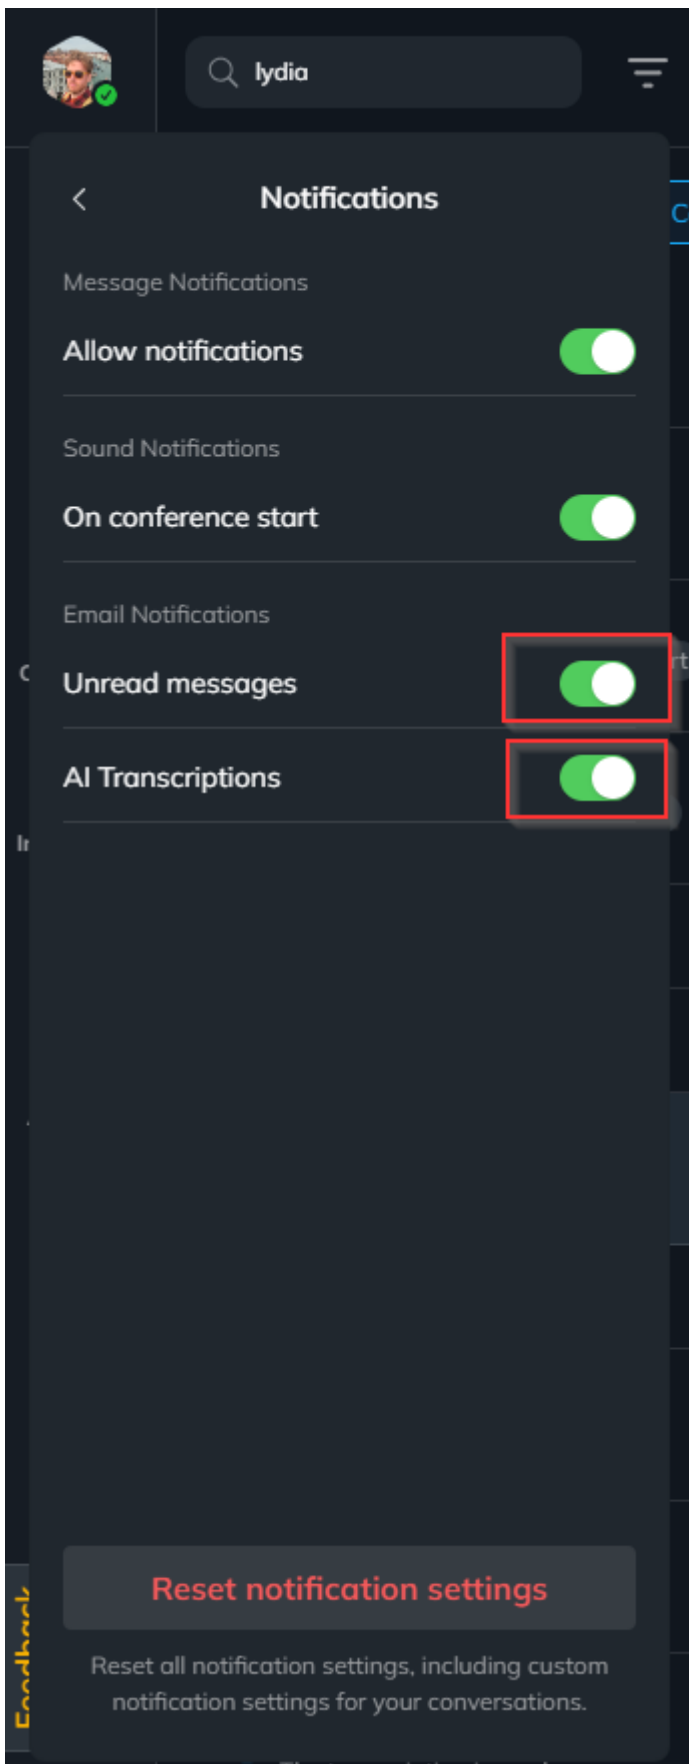 lydia
Notifications
Message Notifications
Allow notifications
Sound Notifications
On conference start
Email Notifications
Unread messages
AI Transcriptions
Reset notification settings
Reset all notification settings, including custom
notification settings for your conversations.
Feedback